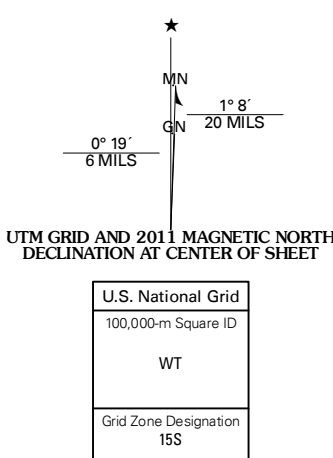 ★
MN
1° 8´
20 MILS
GN
0° 19´
6 MILS
UTM GRID AND 2011 MAGNETIC NORTH
DECLINATION AT CENTER OF SHEET
U.S. National Grid
100,000-m Square ID
WT
Grid Zone Designation
15S